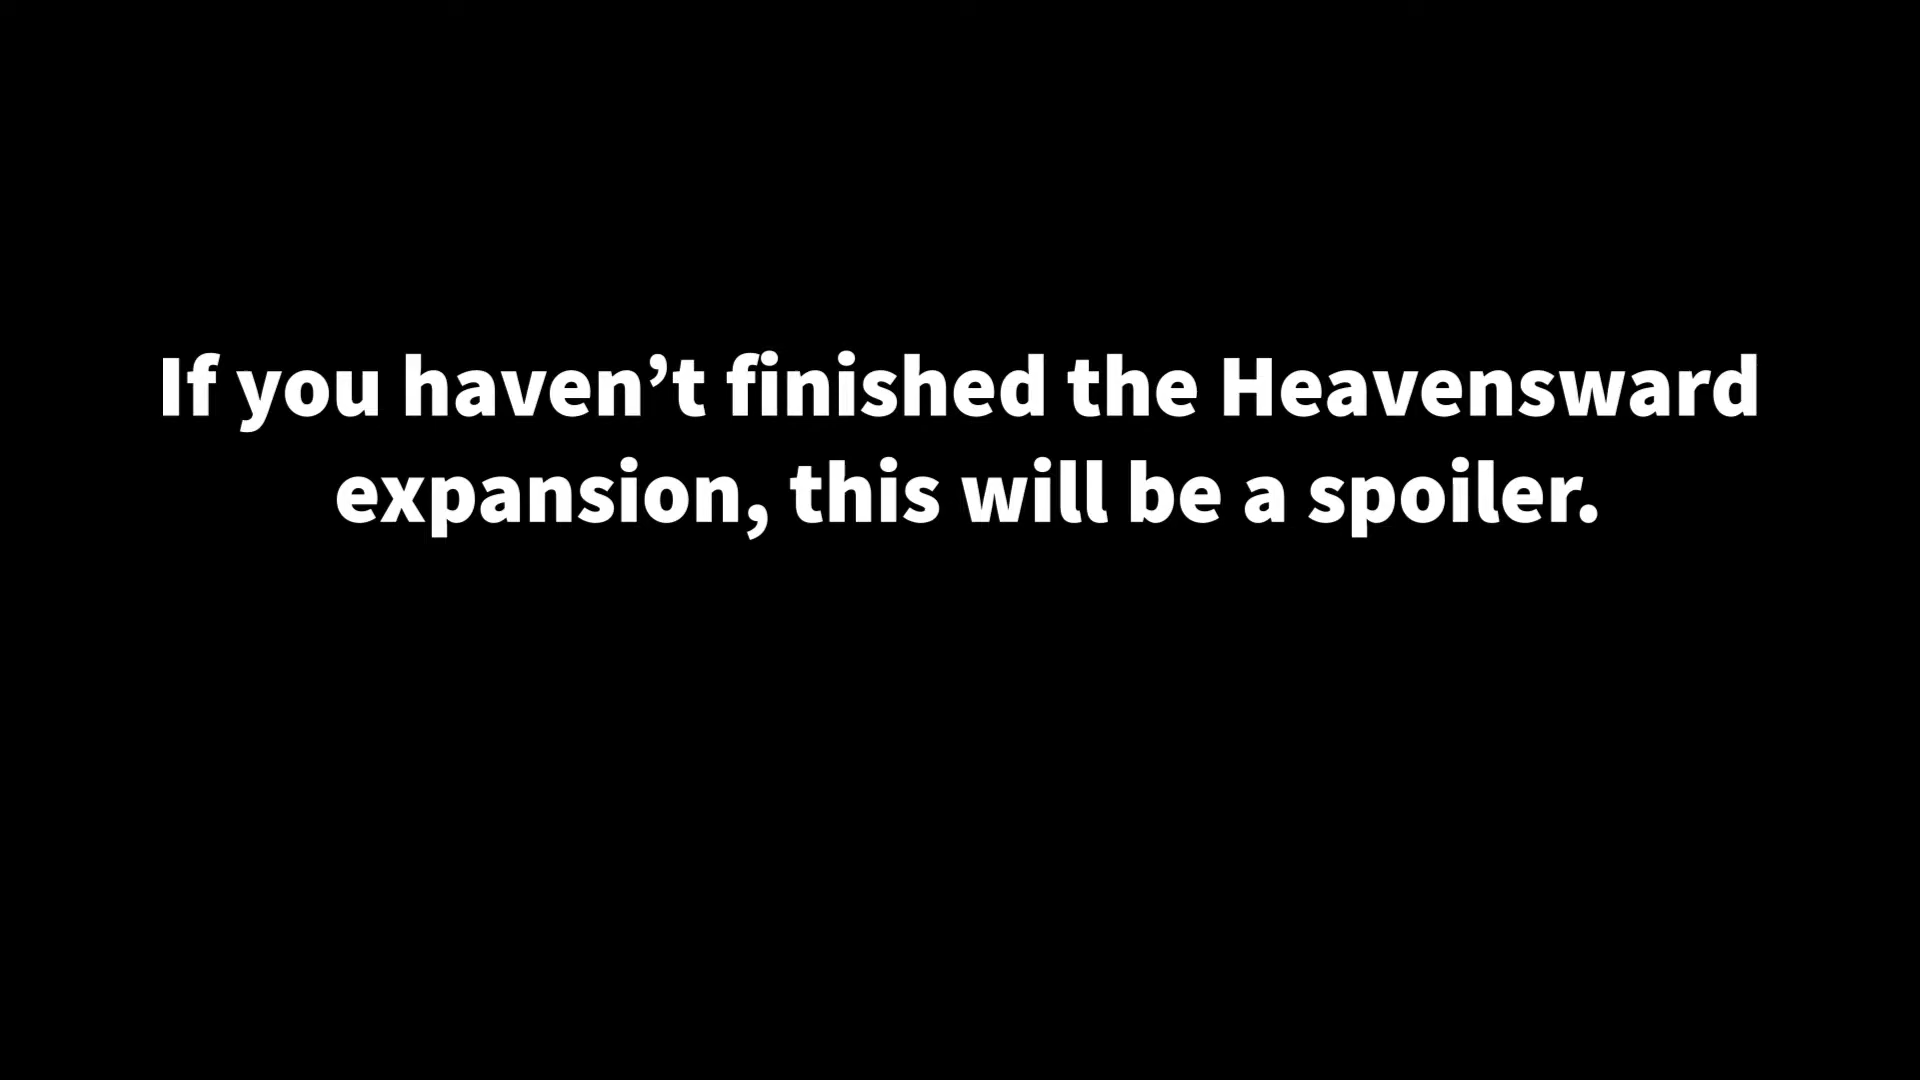 If you haven’t finished the Heavensward
expansion, this will be a spoiler.